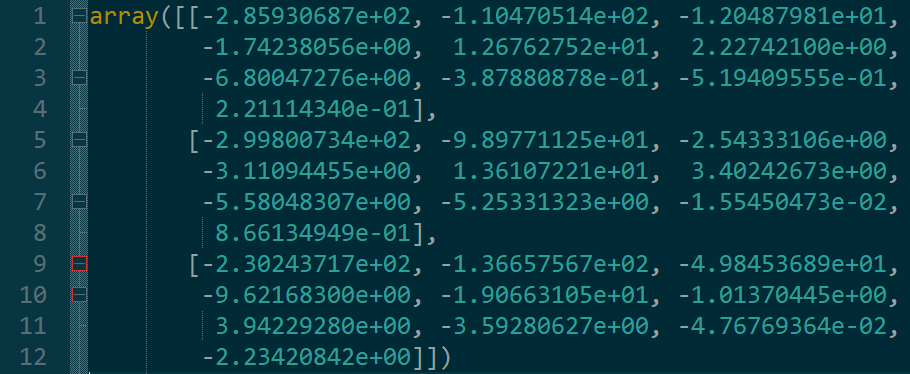 1 array([[-2.85930687e+02, -1.10470514e+02, -1.20487981e+01,
2 -1.74238056e+00, 1.26762752e+01, 2.22742100e+00,
3 -6.80047276e+00, -3.87880878e-01, -5.19409555e-01,
4 2.21114340e-01],
5 [-2.99800734e+02, -9.89771125e+01, -2.54333106e+00,
6 -3.11094455e+00, 1.36107221e+01, 3.40242673e+00,
7 -5.58048307e+00, -5.25331323e+00, -1.55450473e-02,
8 8.66134949e-01],
9 [-2.30243717e+02, -1.36657567e+02, -4.98453689e+01,
10 -9.62168300e+00, -1.90663105e+01, -1.01370445e+00,
11 3.94229280e+00, -3.59280627e+00, -4.76769364e-02,
12 -2.23420842e+00]])